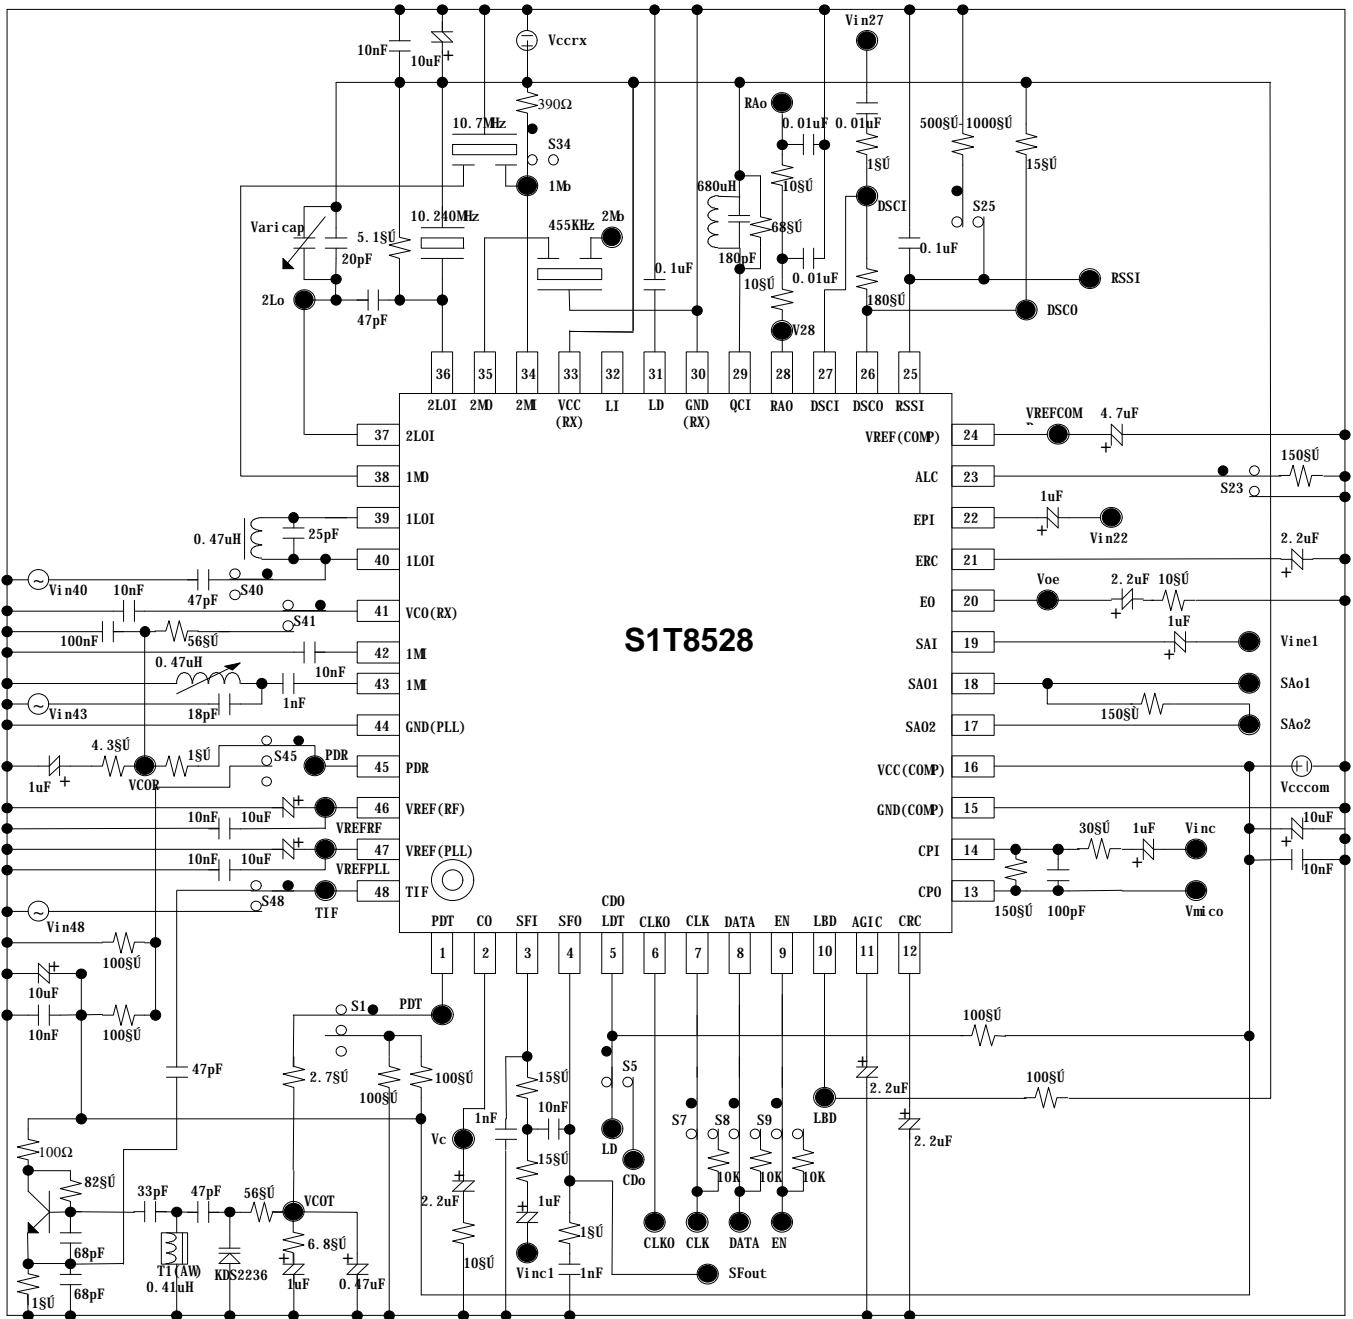 Vin27
10nF
10uF
+
Vccrx
390Ω
RAo
0.01uF
0.01uF
500§Ú-1000§Ú
10.7MHz
S34
1§Ú
15§Ú
1Mo
680uH
10§Ú
DSCI
S25
Varicap
5.1§Ú
10.240MHz
455KHz
2Mo
68§Ú
20pF
180pF
0.1uF
0.1uF
0.01uF
2Lo
47pF
10§Ú
180§Ú
RSSI
V28
DSCO
36 35 34 33 32 31 30 29 28 27 26 25
2LOI 2MO 2MI VCC (RX) LI LD GND (RX) QCI RAO DSCI DSCO RSSI
37 2LOI
38 1MO
39 1LOI
40 1LOI
41 VCO(RX)
42 1MI
43 1MI
44 GND(PLL)
45 PDR
46 VREF(RF)
47 VREF(PLL)
48 TIF
S1T8528
VREF(COMP) 24
ALC 23
EPI 22
ERC 21
EO 20
SAI 19
SAO1 18
SAO2 17
VCC(COMP) 16
GND(COMP) 15
CPI 14
CPO 13
VREFCOM
4.7uF
+
150§Ú
S23
1uF
+
Vin22
2.2uF
+
Voe
2.2uF
+
10§Ú
1uF
+
Vine1
SAo1
150§Ù
SAo2
Vcccom
10uF
+
10nF
30§Ú
1uF
+
Vinc
150§Ú
100pF
Vmico
0.47uH
25pF
Vin40
47pF
S40
10nF
S41
100nF
56§Ú
0.47uH
10nF
1nF
Vin43
18pF
4.3§Ú
1§Ú
S45
PDR
1uF
+
VCOR
10nF
10uF
+
VREFRF
10nF
10uF
+
VREFPLL
S48
TIF
Vin48
100§Ú
+
10uF
10nF
100§Ú
PDT CO SFI SFO CDO LDT CLKO CLK DATA EN LBD AGIC CRC
1 2 3 4 5 6 7 8 9 10 11 12
S1
PDT
100§Ú
47pF
2.7§Ú
100§Ú
100§Ú
15§Ú
10nF
S5
1nF
Vc
LD
CDo
S7
S8
S9
10K
10K
10K
LBD
+
2.2uF
100§Ú
+
2.2uF
100Ω
82§Ú
33pF
47pF
56§Ú
VCOT
+
2.2uF
15§Ú
+
1uF
10§Ú
1§Ú
1nF
Vinc1
SFout
CLKO
CLK
DATA
EN
68pF
68pF
1§Ú
T1(AW)
0.41uH
KDS2236
6.8§Ú
+
1uF
+
0.47uF